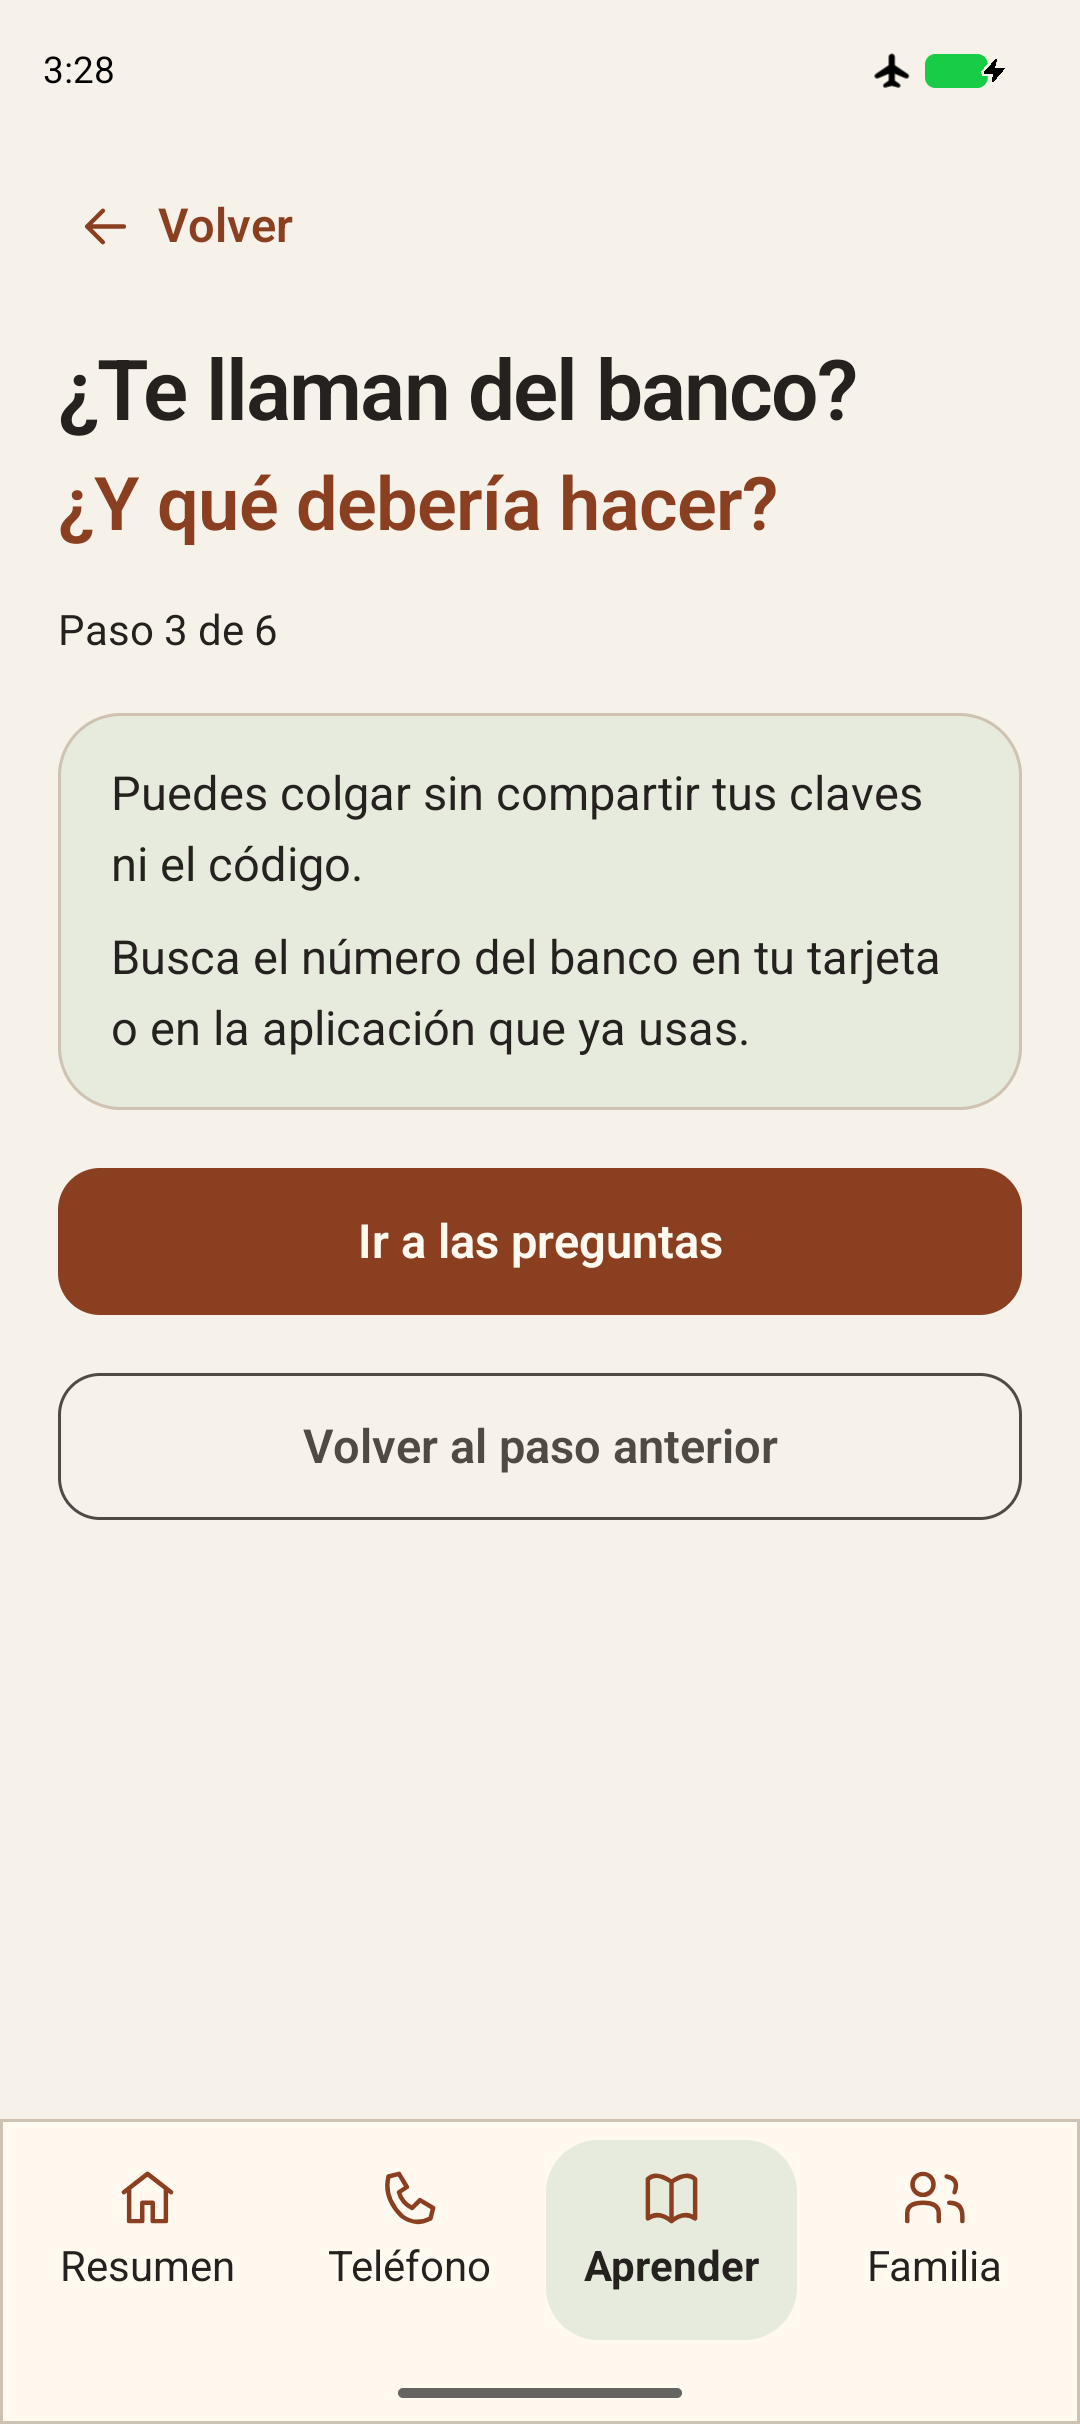 3:28
Volver
¿Te llaman del banco?
¿Y qué debería hacer?
Paso 3 de 6
Puedes colgar sin compartir tus claves
ni el código.
Busca el número del banco en tu tarjeta
o en la aplicación que ya usas.
Ir a las preguntas
Volver al paso anterior
Resumen
Teléfono
Aprender
Familia